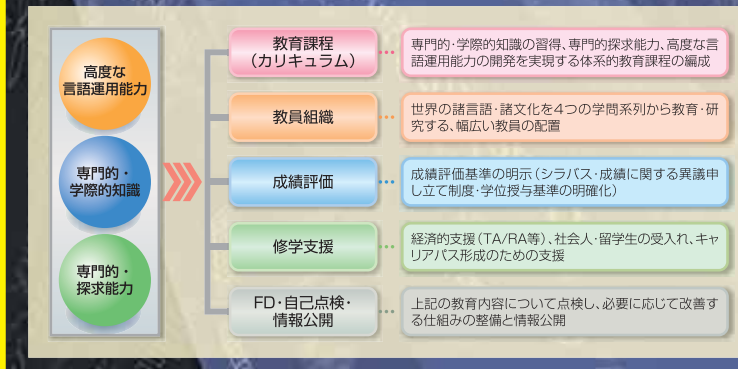 高度な
言語運用能力
専門的・
学際的知識
専門的・
探求能力
教育課程
(カリキュラム)
専門的・学際的知識の習得、専門的探求能力、高度な言
語運用能力の開発を実現する体系的教育課程の編成
教員組織
世界の諸言語・諸文化を4つの学問系列から教育・研
究する、幅広い教員の配置
成績評価
成績評価基準の明示(シラバス・成績に関する異議申
し立て制度・学位授与基準の明確化)
修学支援
経済的支援(TA/RA等)、社会人・留学生の受入れ、キャ
リアパス形成のための支援
FD・自己点検・
情報公開
上記の教育内容について点検し、必要に応じて改善す
る仕組みの整備と情報公開